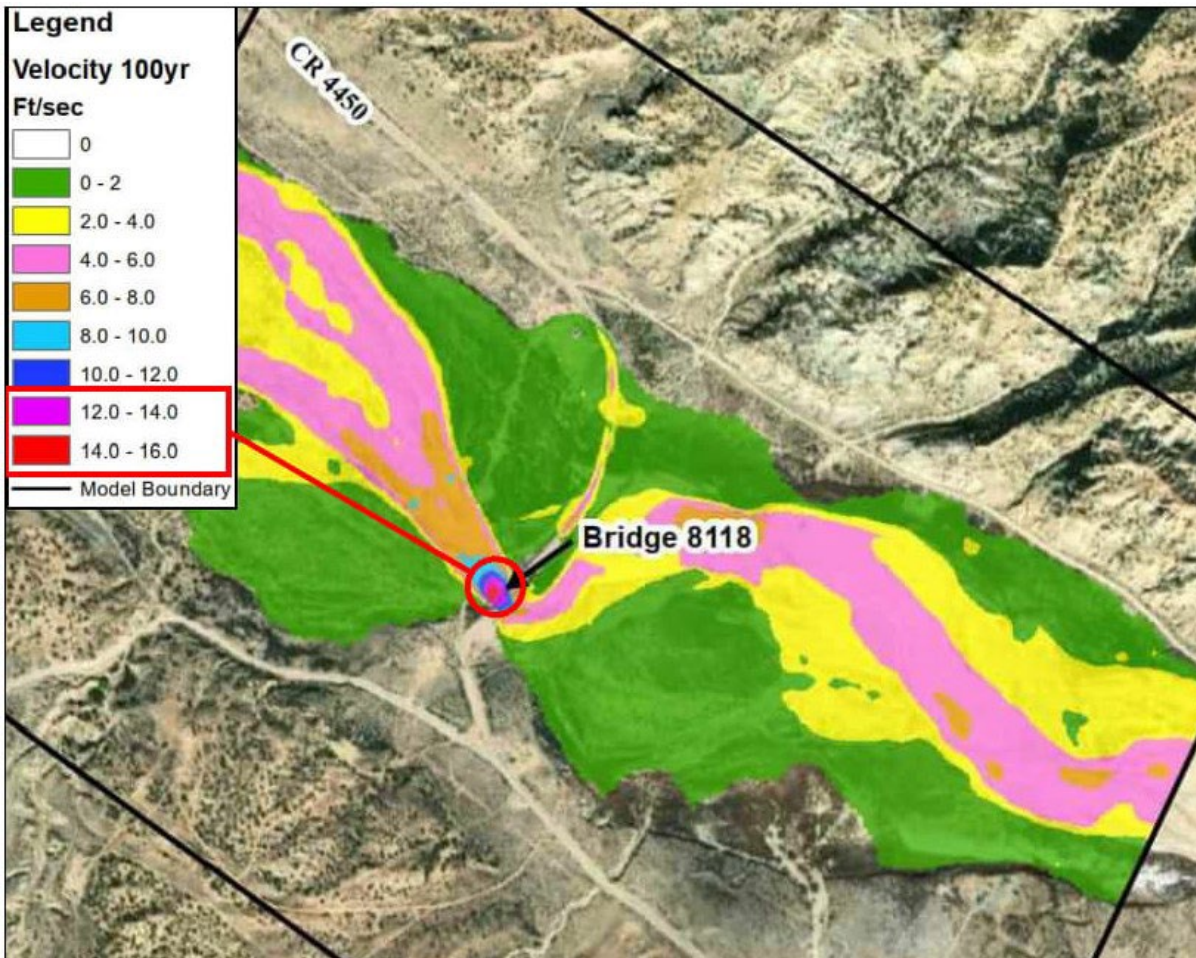 Legend
Velocity 100yr
Ft/sec
0
0 - 2
2.0 - 4.0
4.0 - 6.0
6.0 - 8.0
8.0 - 10.0
10.0 - 12.0
12.0 - 14.0
14.0 - 16.0
Model Boundary
CR 4450
Bridge 8118